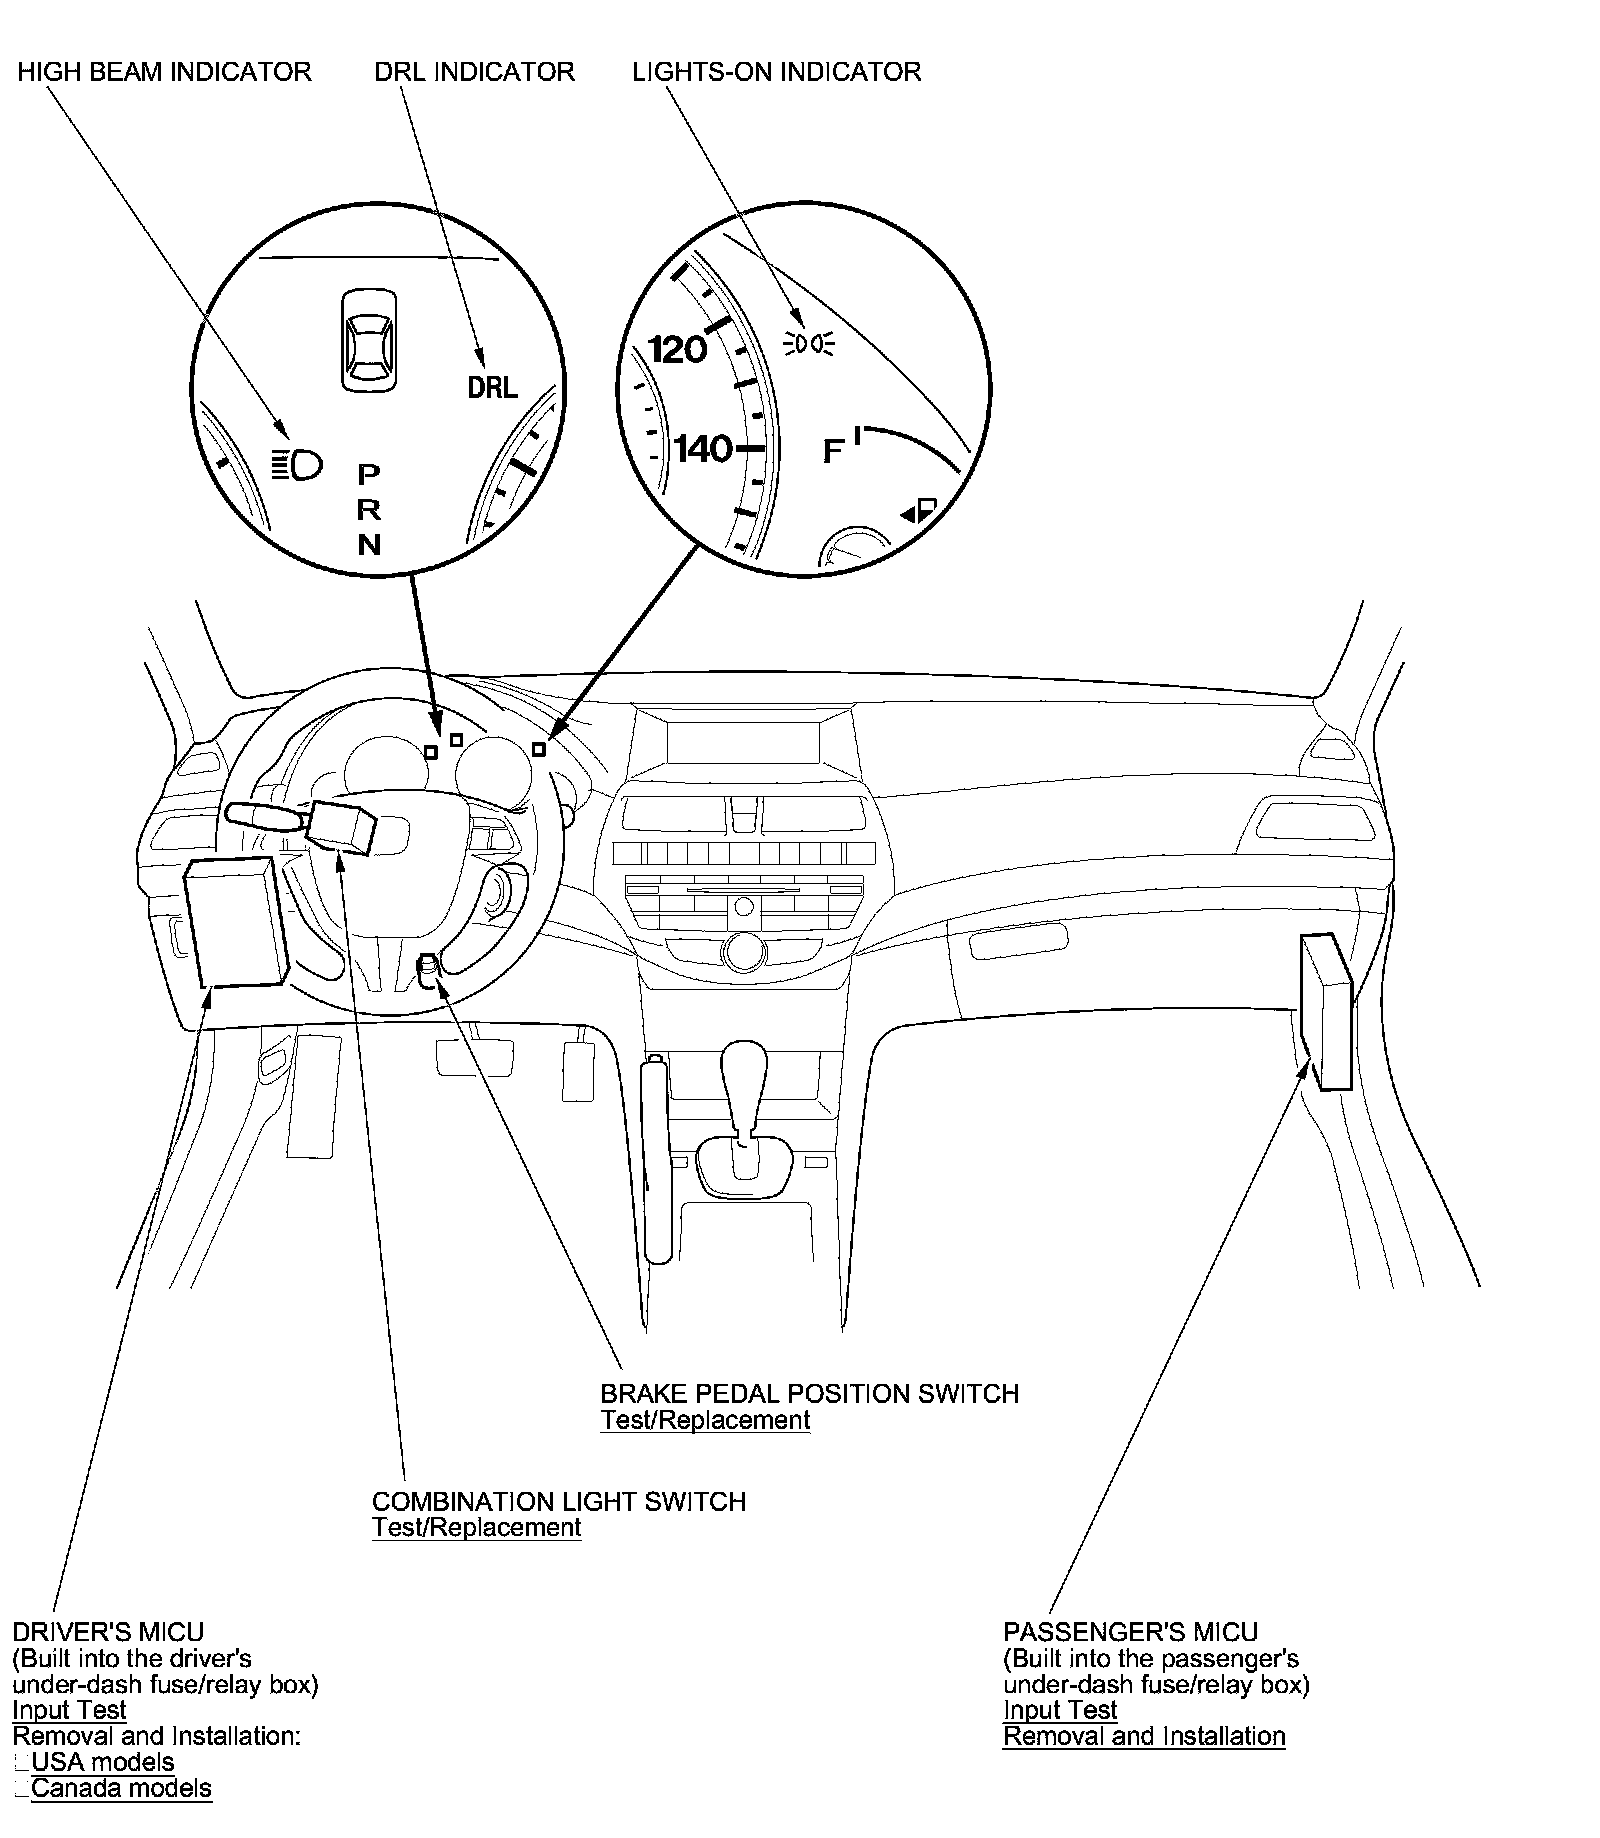 HIGH BEAM INDICATOR
DRL INDICATOR
LIGHTS-ON INDICATOR
DRL
P
R
N
120
140
F
BRAKE PEDAL POSITION SWITCH
Test/Replacement
COMBINATION LIGHT SWITCH
Test/Replacement
DRIVER'S MICU
(Built into the driver's
under-dash fuse/relay box)
Input Test
Removal and Installation:
USA models
Canada models
PASSENGER'S MICU
(Built into the passenger's
under-dash fuse/relay box)
Input Test
Removal and Installation